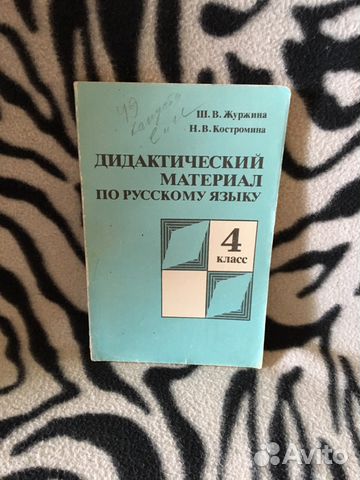 Ш. В. Журжина
Н. В. Костромина
ДИДАКТИЧЕСКИЙ
МАТЕРИАЛ
ПО РУССКОМУ ЯЗЫКУ
4
класс
Avito